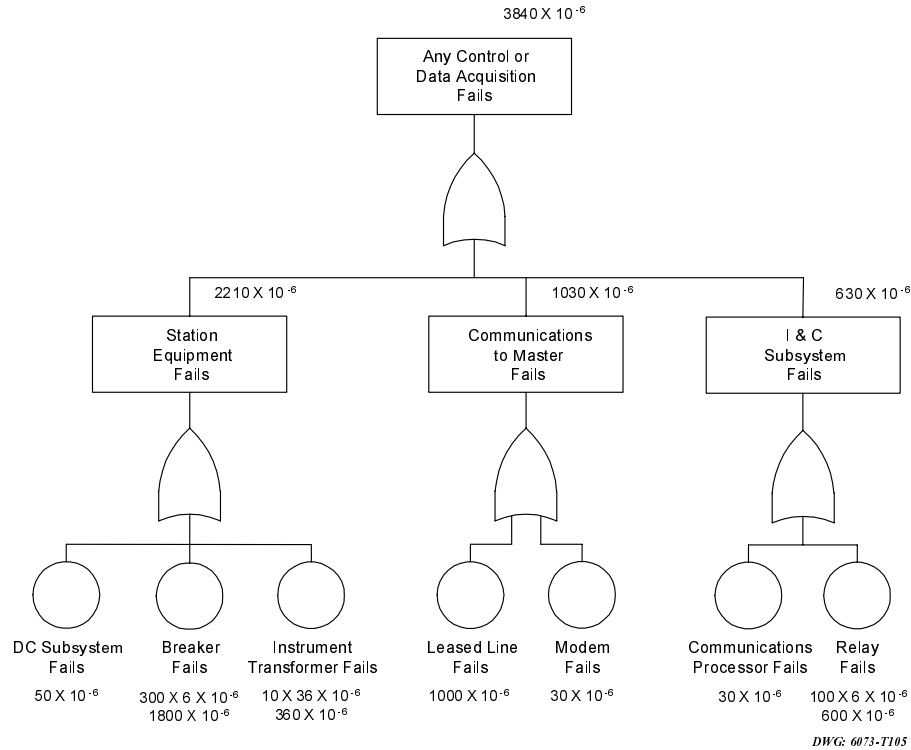 3840 X 10⁻⁶
Any Control or
Data Acquisition
Fails
2210 X 10⁻⁶
1030 X 10⁻⁶
630 X 10⁻⁶
Station
Equipment
Fails
Communications
to Master
Fails
I & C
Subsystem
Fails
DC Subsystem
Fails
50 X 10⁻⁶
Breaker
Fails
300 X 6 X 10⁻⁶
1800 X 10⁻⁶
Instrument
Transformer Fails
10 X 36 X 10⁻⁶
360 X 10⁻⁶
Leased Line
Fails
1000 X 10⁻⁶
Modem
Fails
30 X 10⁻⁶
Communications
Processor Fails
30 X 10⁻⁶
Relay
Fails
100 X 6 X 10⁻⁶
600 X 10⁻⁶
DWG: 6073-T105